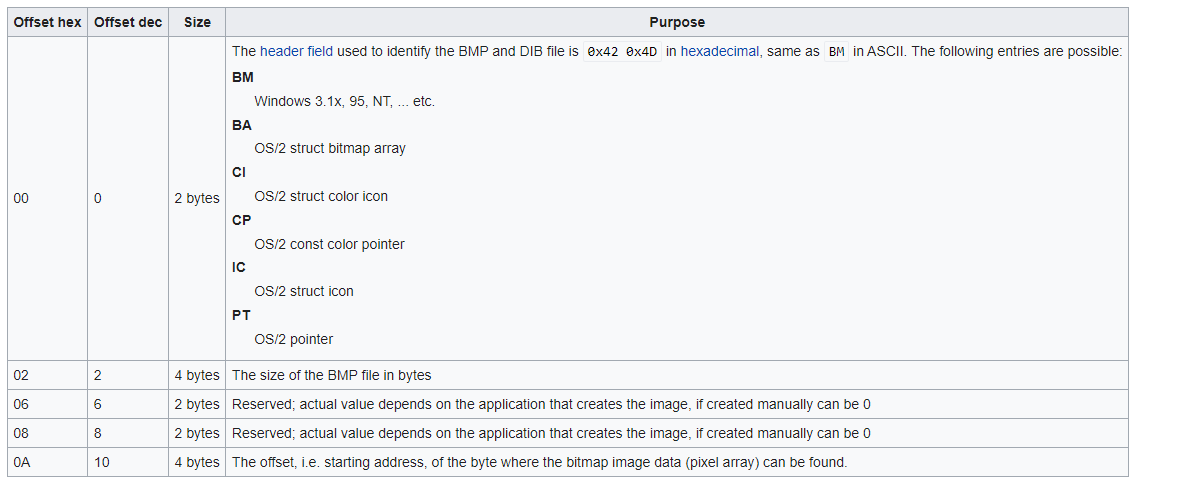 Offset hex Offset dec Size Purpose
The header field used to identify the BMP and DIB file is 0x42 0x4D in hexadecimal, same as BM in ASCII. The following entries are possible:
BM
Windows 3.1x, 95, NT, ... etc.
BA
OS/2 struct bitmap array
CI
00 0 2 bytes OS/2 struct color icon
CP
OS/2 const color pointer
IC
OS/2 struct icon
PT
OS/2 pointer
02 2 4 bytes The size of the BMP file in bytes
06 6 2 bytes Reserved; actual value depends on the application that creates the image, if created manually can be 0
08 8 2 bytes Reserved; actual value depends on the application that creates the image, if created manually can be 0
0A 10 4 bytes The offset, i.e. starting address, of the byte where the bitmap image data (pixel array) can be found.